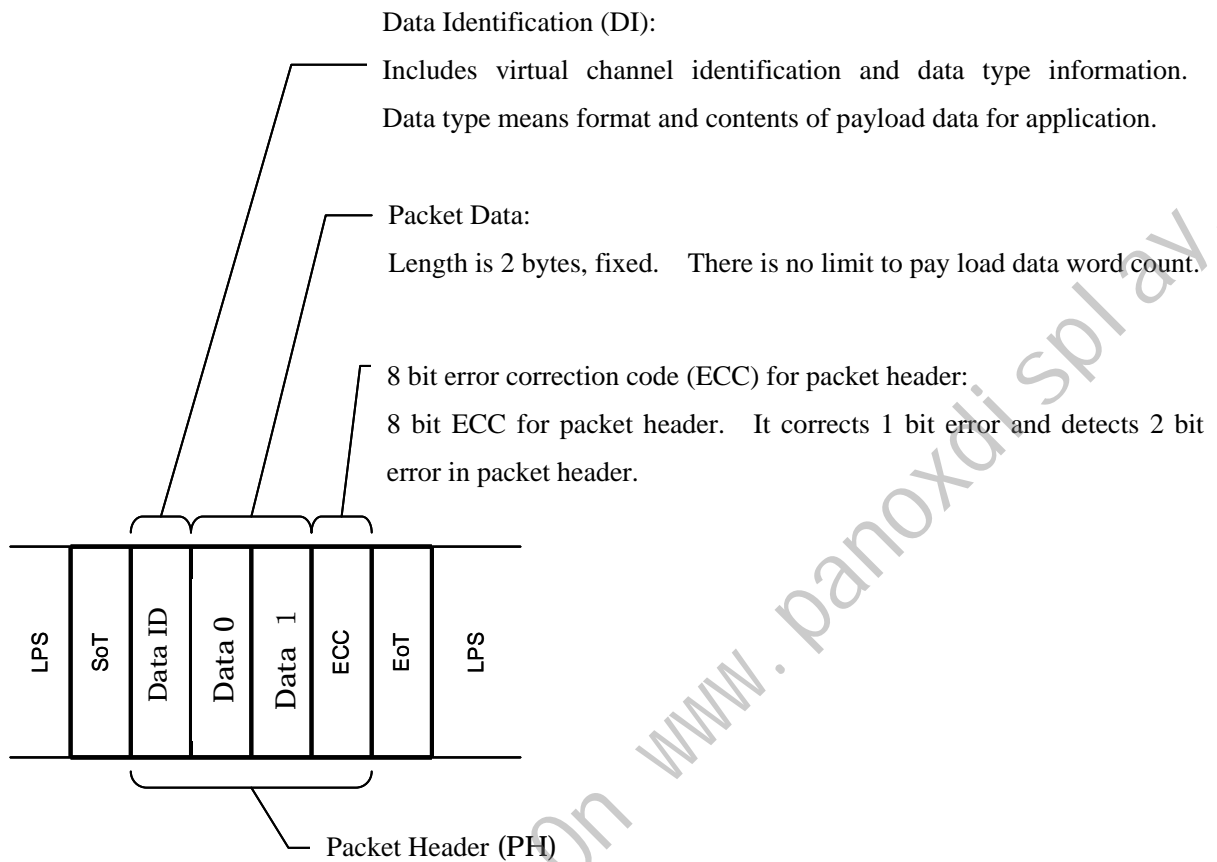 Data Identification (DI):
Includes virtual channel identification and data type information.
Data type means format and contents of payload data for application.
Packet Data:
Length is 2 bytes, fixed. There is no limit to pay load data word count.
8 bit error correction code (ECC) for packet header:
8 bit ECC for packet header. It corrects 1 bit error and detects 2 bit
error in packet header.
LPS
SoT
Data ID
Data 0
Data 1
ECC
EoT
LPS
Packet Header (PH)
On www.panoxdisplay